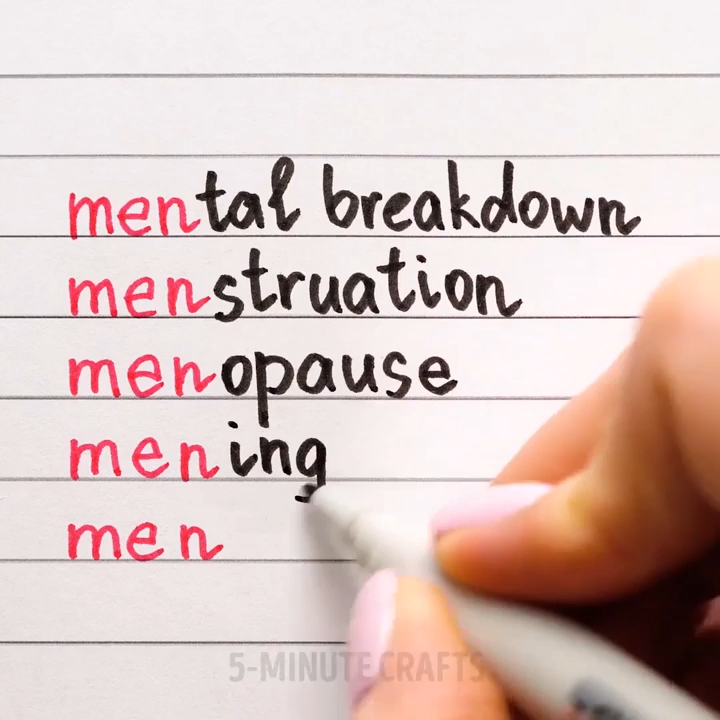 mental breakdown
menstruation
menopause
mening
men
5-MINUTE CRAFTS